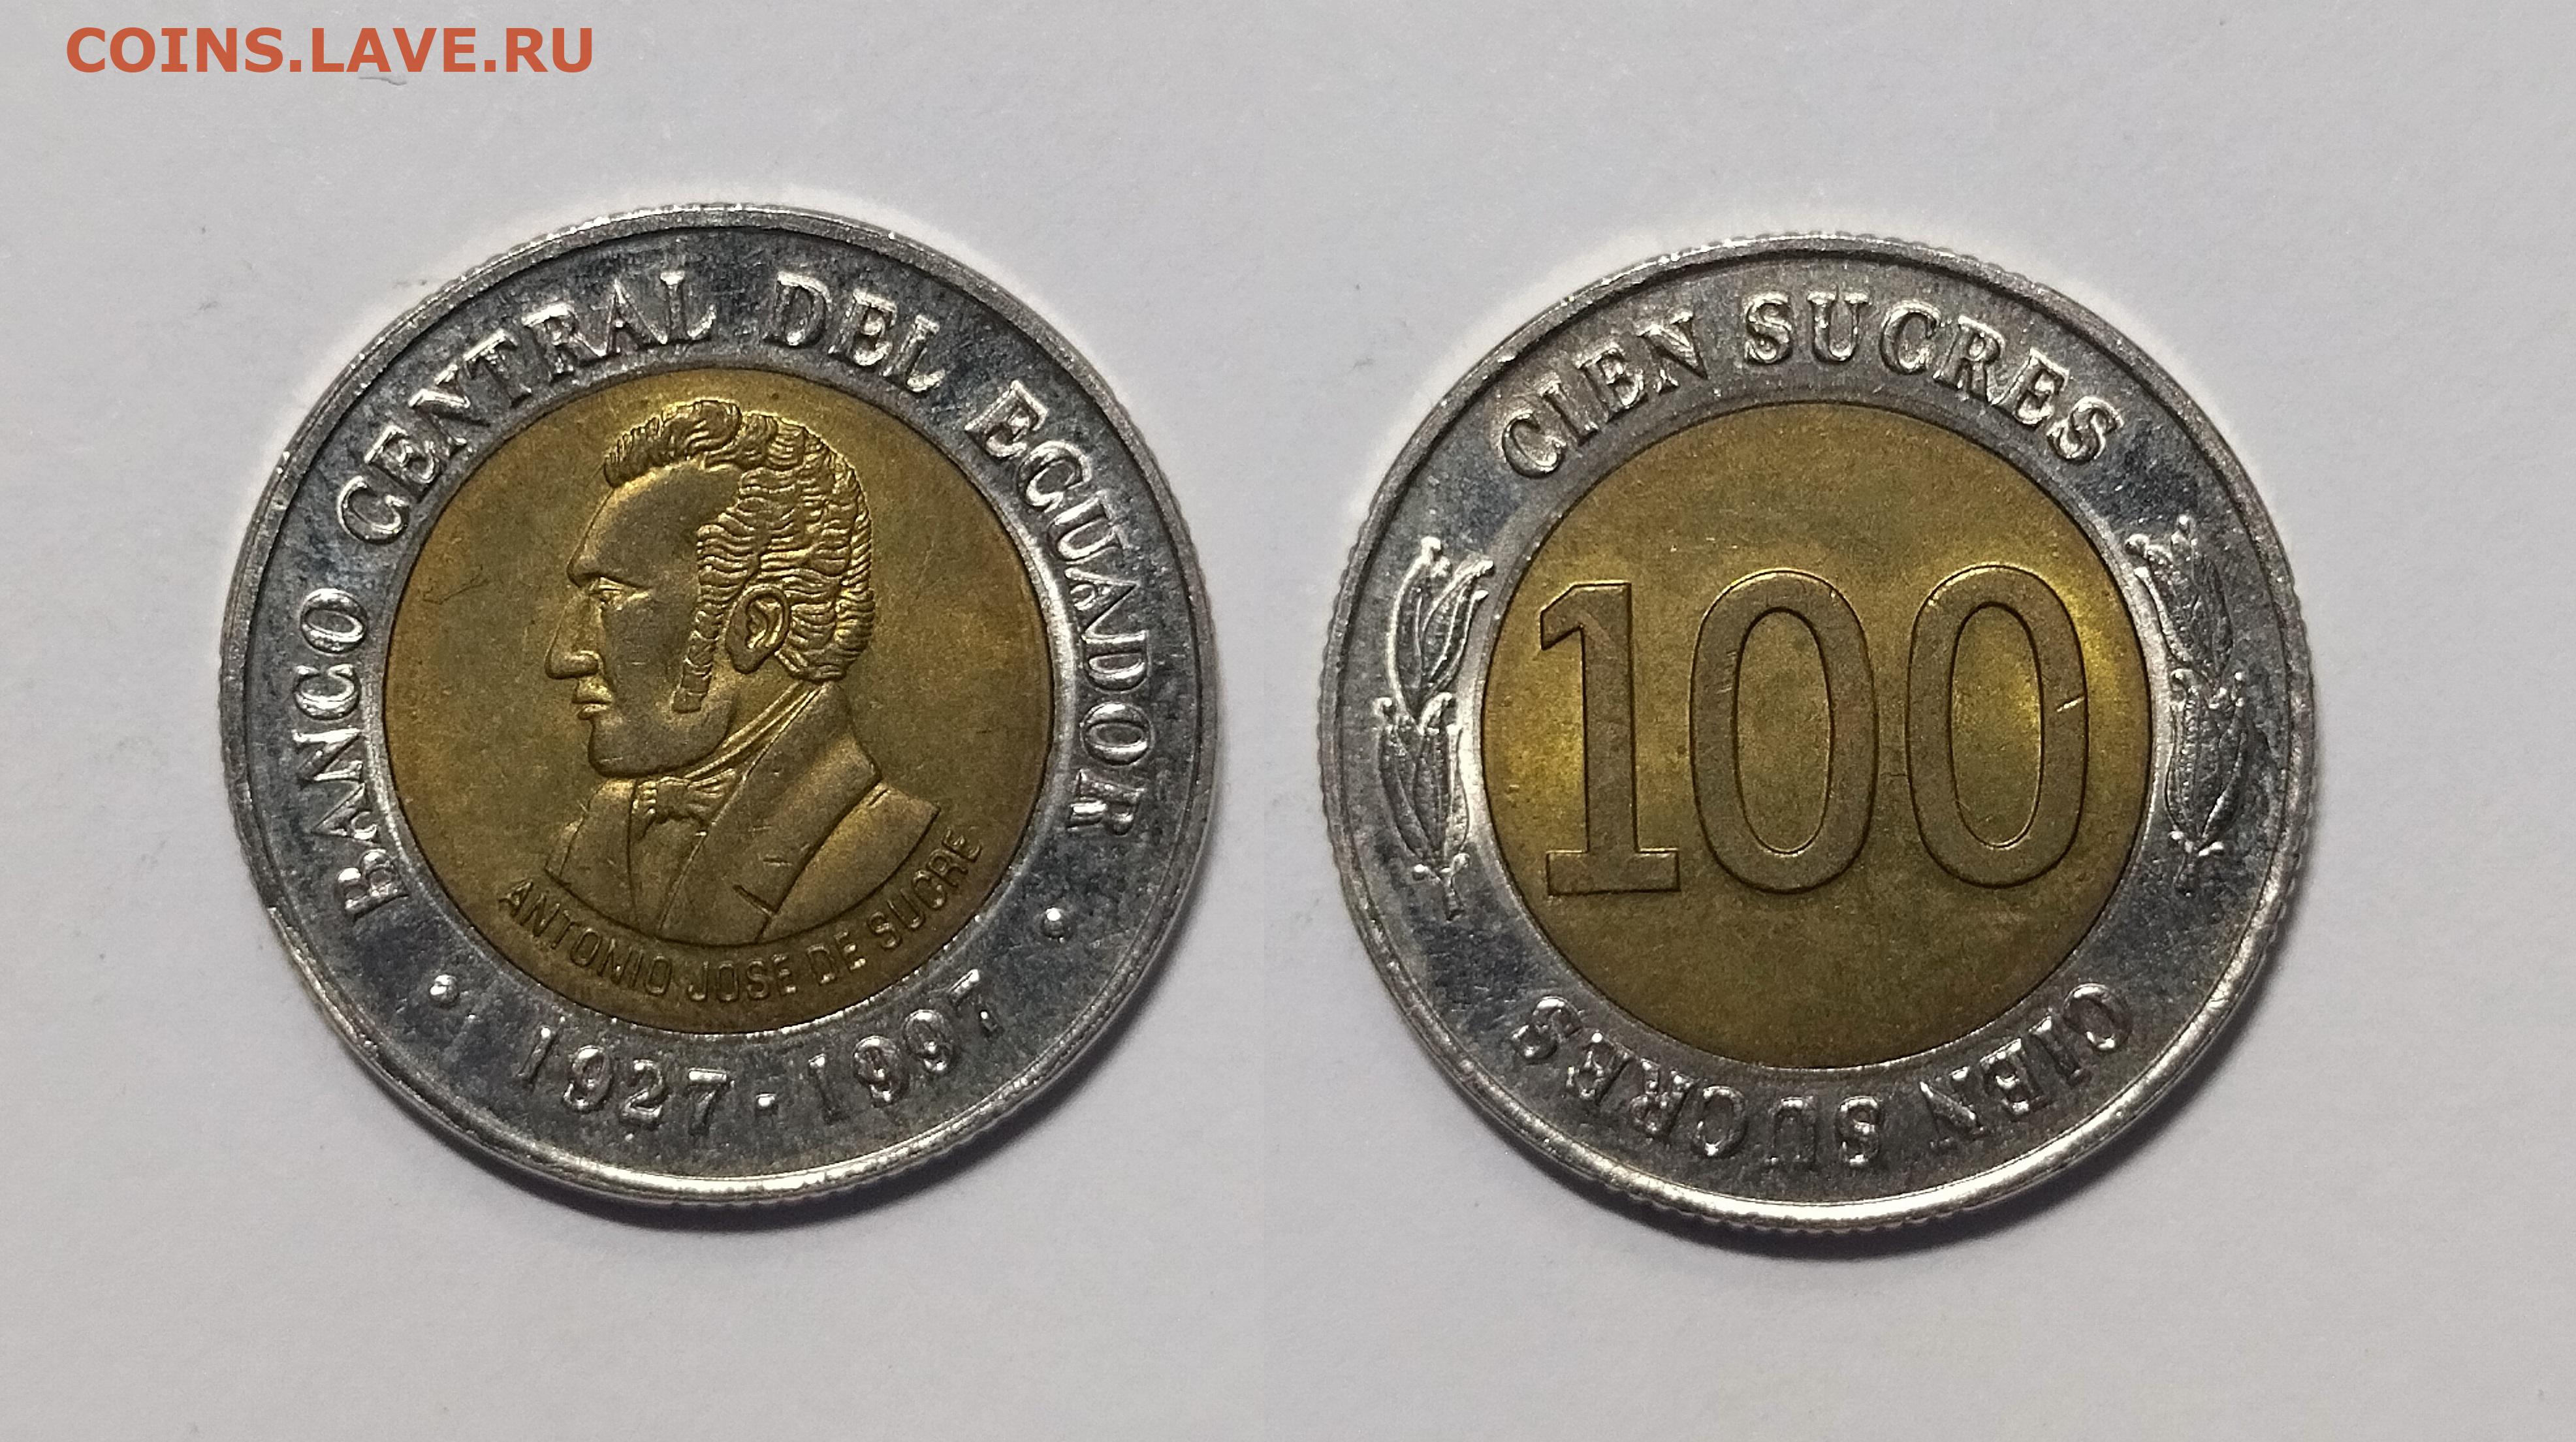 COINS.LAVE.RU
BANCO CENTRAL DEL ECUADOR
ANTONIO JOSE DE SUCRE
• 1927 - 1997 •
CIEN SUCRES
100
CIEN SUCRES